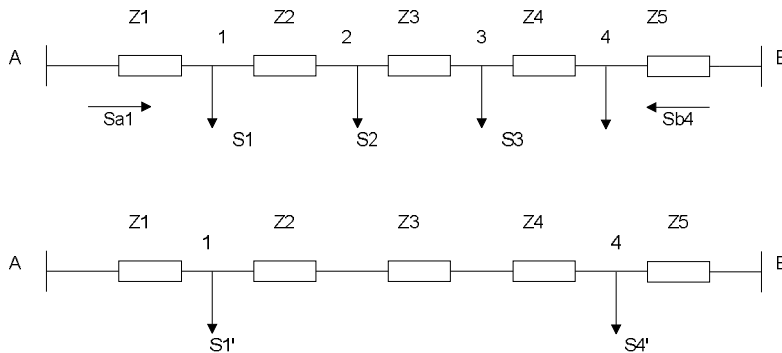 Z1 Z2 Z3 Z4 Z5
1 2 3 4
A B
Sa1 Sb4
S1 S2 S3
Z1 Z2 Z3 Z4 Z5
1 4
A B
S1' S4'